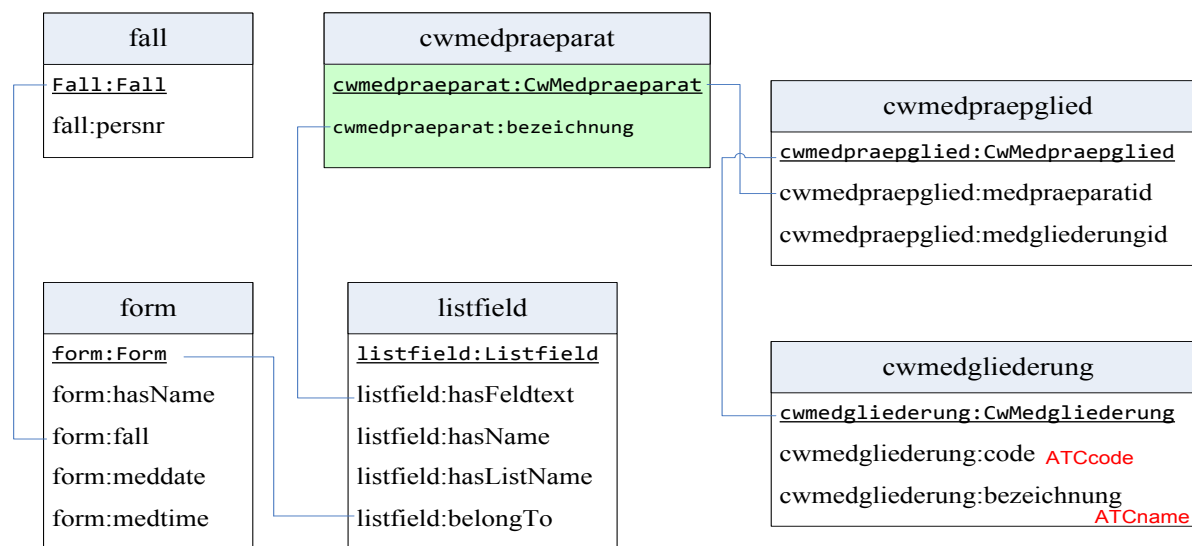 fall
Fall:Fall
fall:persnr
cwmedpraeparat
cwmedpraeparat:CwMedpraeparat
cwmedpraeparat:bezeichnung
cwmedpraepglied
cwmedpraepglied:CwMedpraepglied
cwmedpraepglied:medpraeparatid
cwmedpraepglied:medgliederungid
form
form:Form
form:hasName
form:fall
form:meddate
form:medtime
listfield
listfield:Listfield
listfield:hasFeldtext
listfield:hasName
listfield:hasListName
listfield:belongTo
cwmedgliederung
cwmedgliederung:CwMedgliederung
cwmedgliederung:code ATCcode
cwmedgliederung:bezeichnung
ATCname